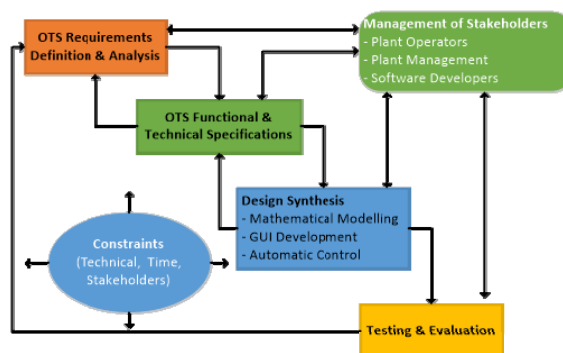 OTS Requirements
Definition & Analysis
Management of Stakeholders
- Plant Operators
- Plant Management
- Software Developers
OTS Functional &
Technical Specifications
Design Synthesis
- Mathematical Modelling
- GUI Development
- Automatic Control
Constraints
(Technical, Time,
Stakeholders)
Testing & Evaluation